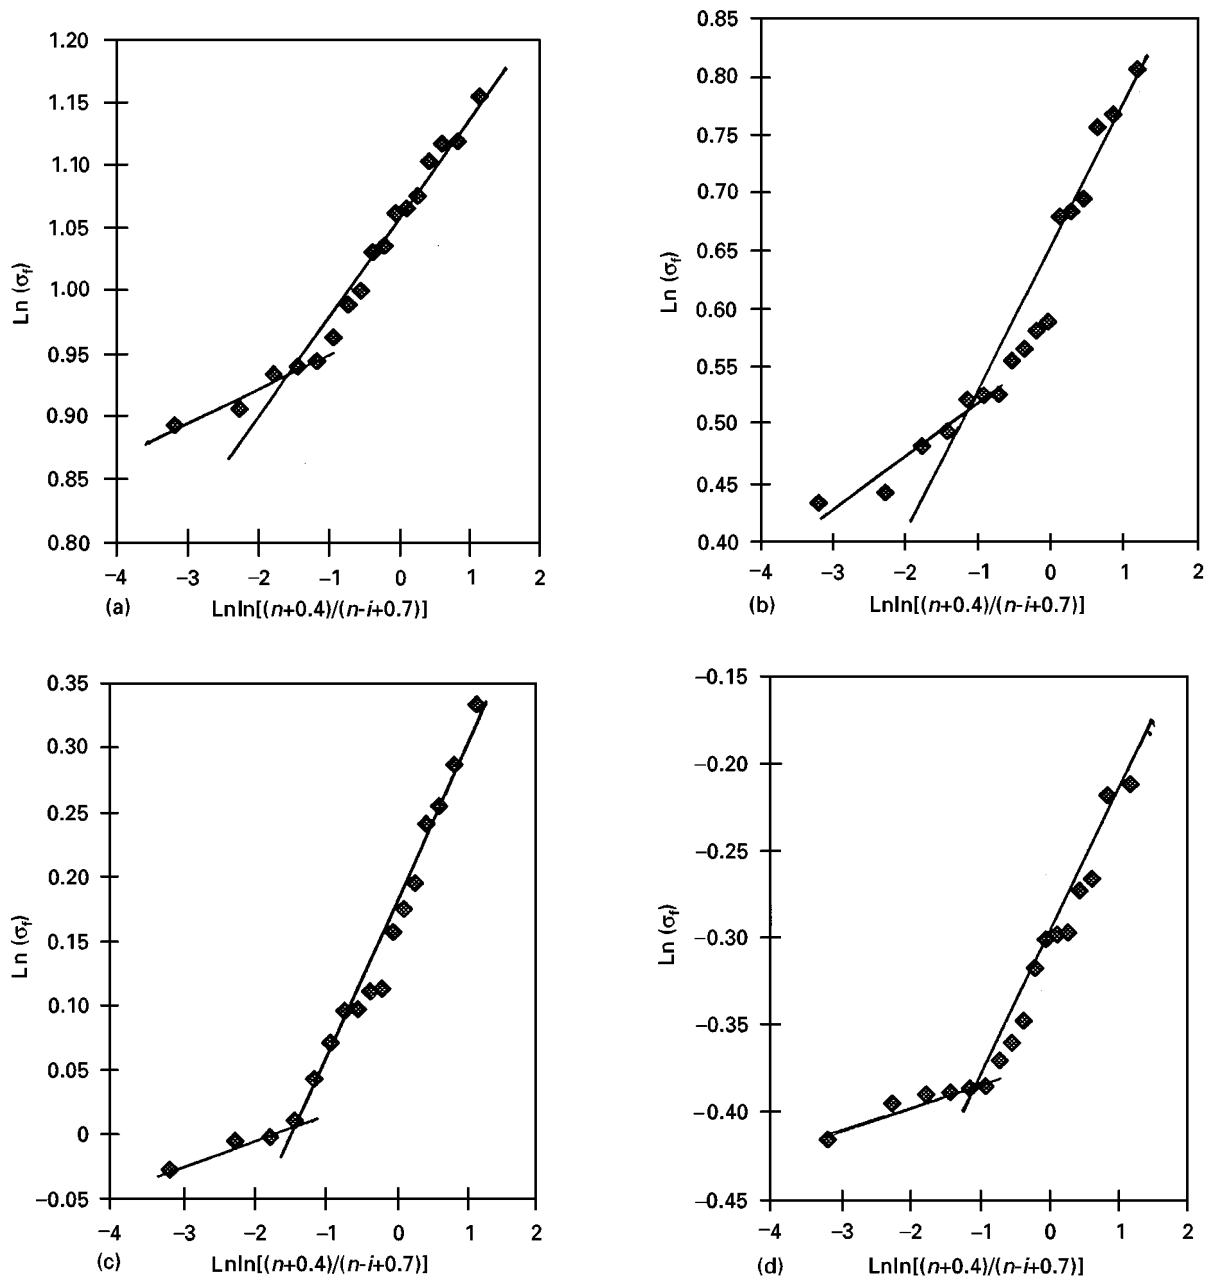 1.20
1.15
1.10
1.05
1.00
0.95
0.90
0.85
0.80
Ln (σf)
−4 −3 −2 −1 0 1 2
(a) Lnln[(n+0.4)/(n-i+0.7)]
0.85
0.80
0.75
0.70
0.65
0.60
0.55
0.50
0.45
0.40
Ln (σf)
−4 −3 −2 −1 0 1 2
(b) Lnln[(n+0.4)/(n-i+0.7)]
0.35
0.30
0.25
0.20
0.15
0.10
0.05
0
−0.05
Ln (σf)
−4 −3 −2 −1 0 1 2
(c) Lnln[(n+0.4)/(n-i+0.7)]
−0.15
−0.20
−0.25
−0.30
−0.35
−0.40
−0.45
Ln (σf)
−4 −3 −2 −1 0 1 2
(d) Lnln[(n+0.4)/(n-i+0.7)]